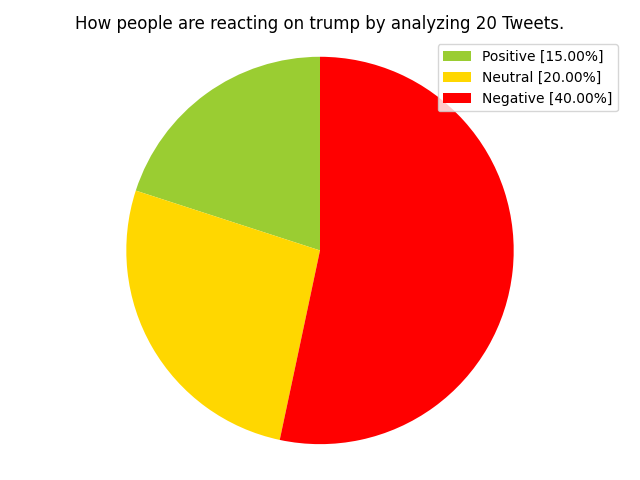 How people are reacting on trump by analyzing 20 Tweets.
Positive [15.00%]
Neutral [20.00%]
Negative [40.00%]